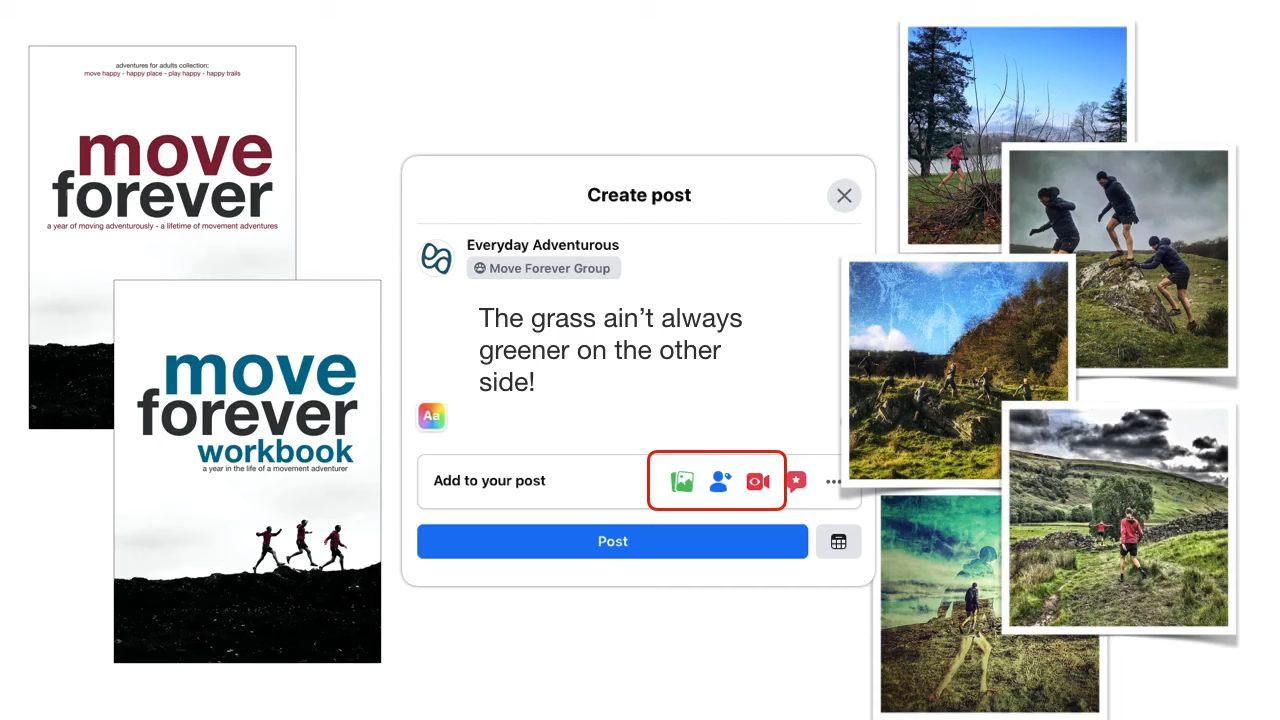 adventures for adults collection:
move happy - happy place - play happy - happy trails
move
forever
a year of moving adventurously - a lifetime of movement adventures
move
forever
workbook
a year in the life of a movement adventurer
Create post
Everyday Adventurous
Move Forever Group
The grass ain’t always
greener on the other
side!
Aa
Add to your post
Post